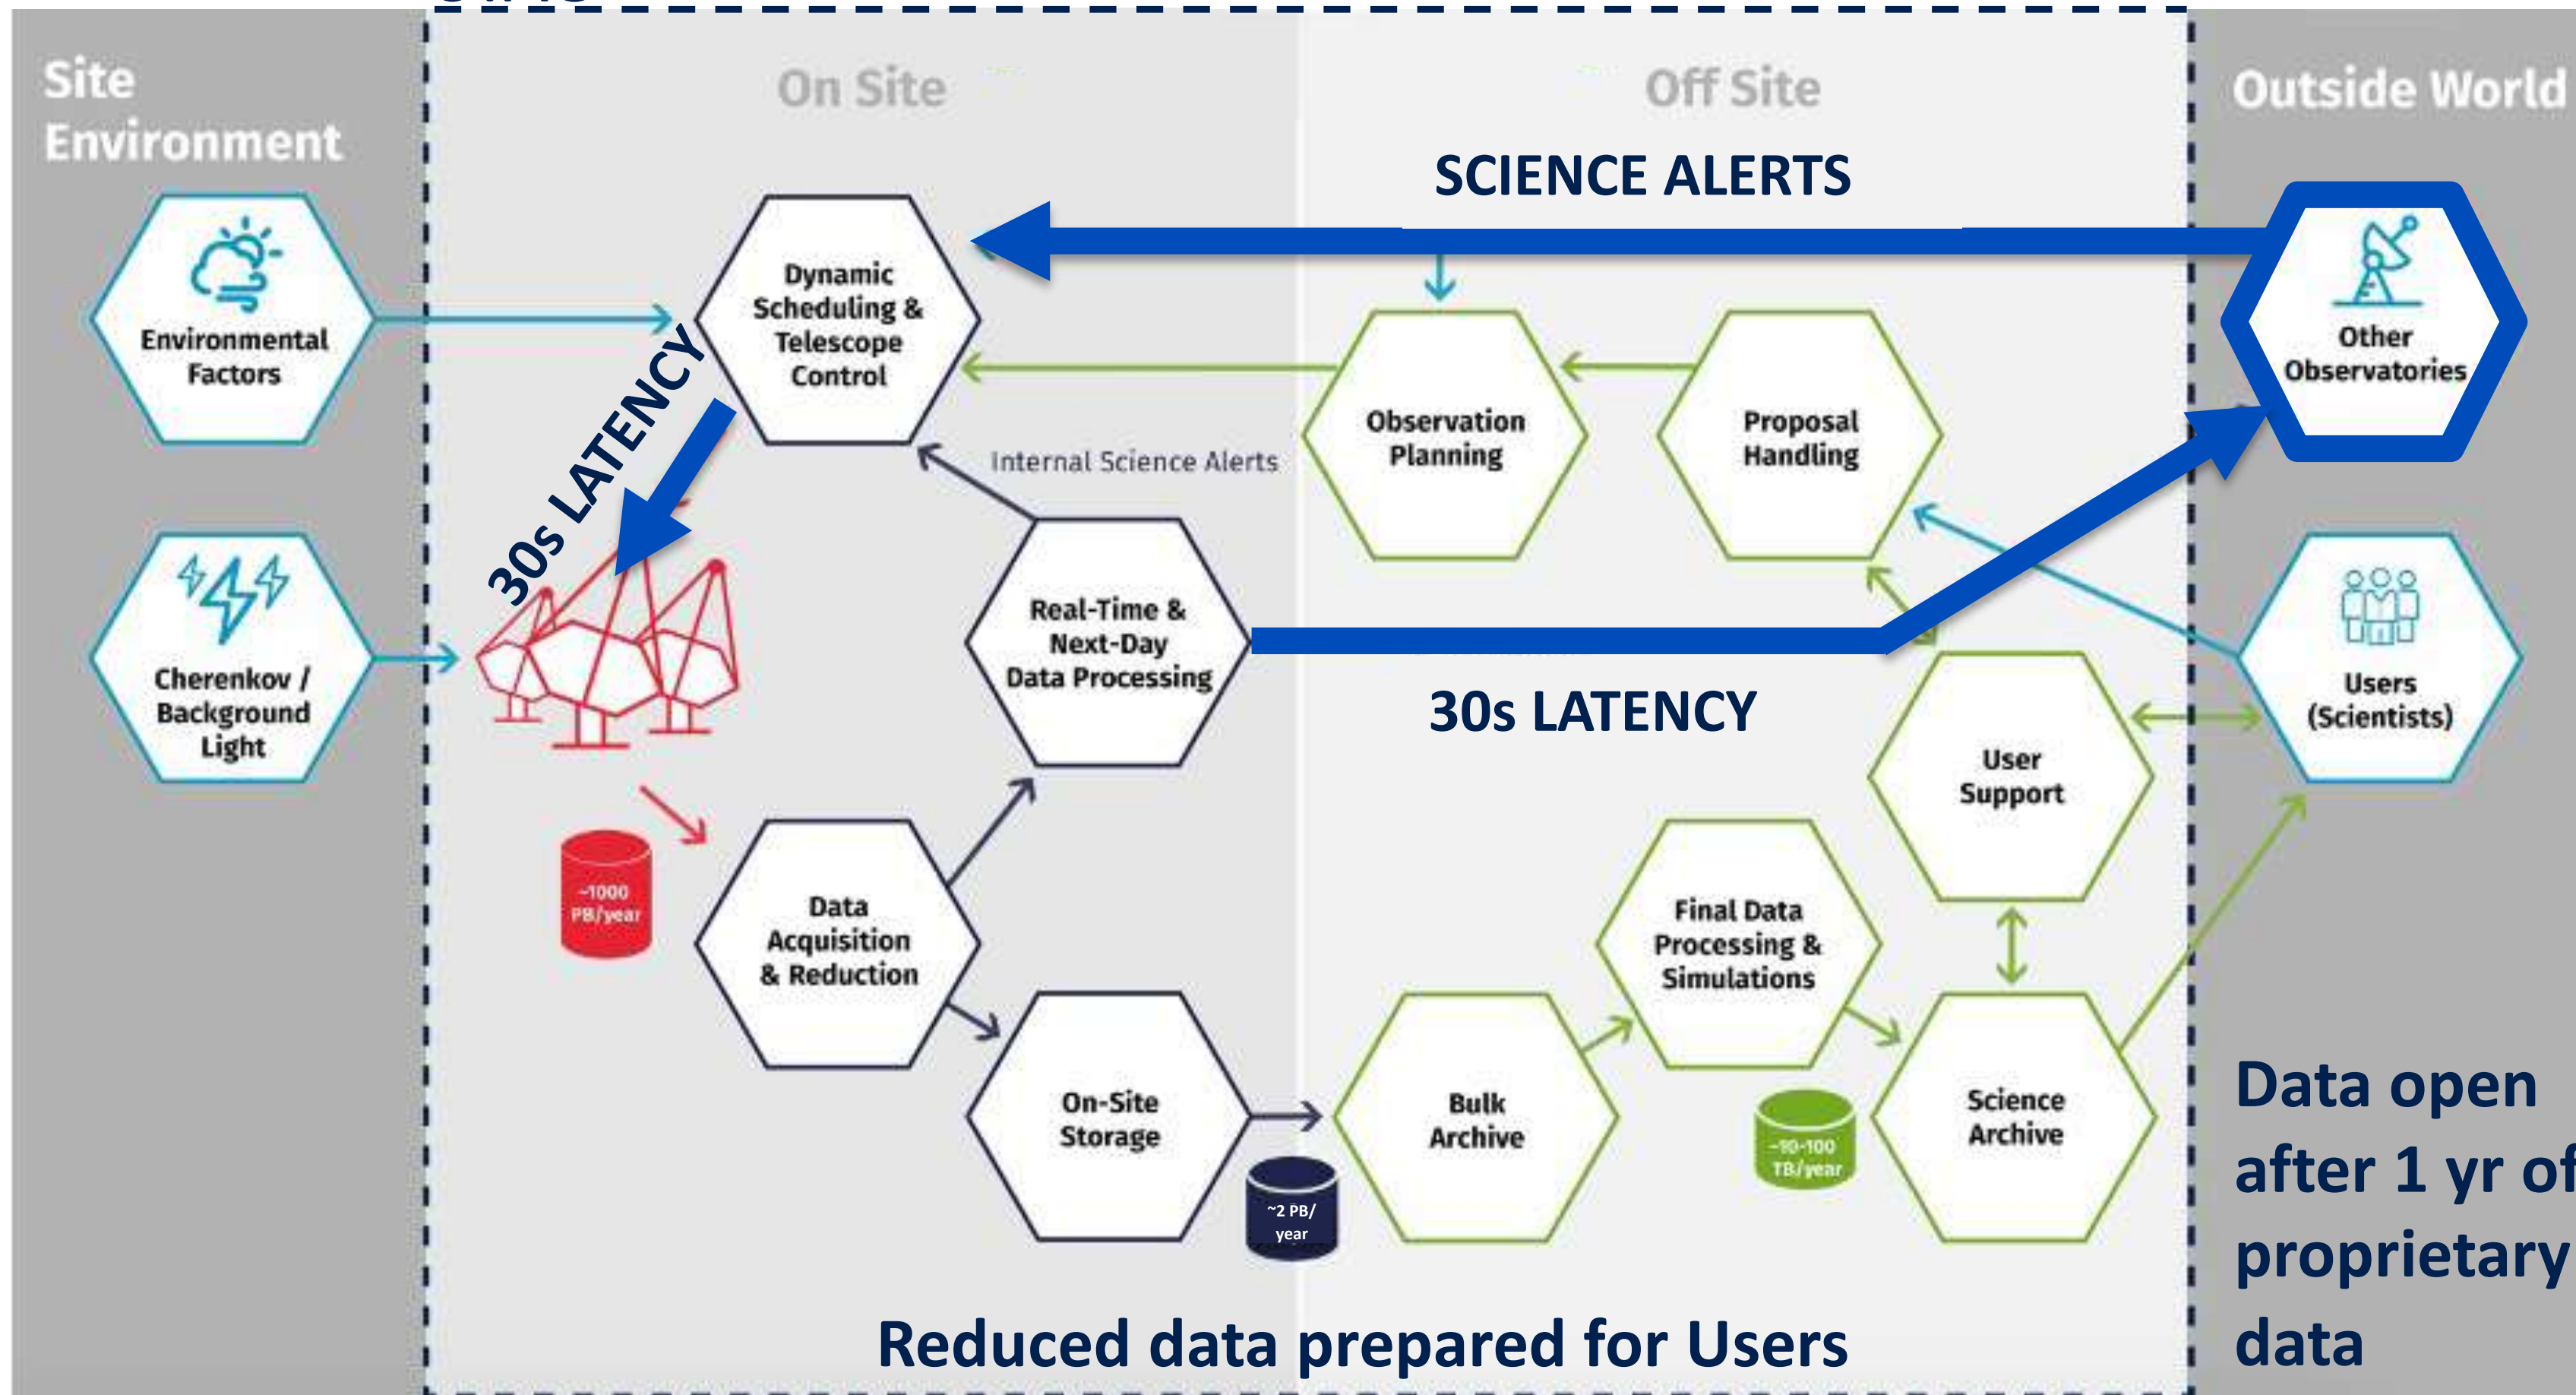 Site
Environment
On Site
Off Site
Outside World
SCIENCE ALERTS
Environmental
Factors
Dynamic
Scheduling &
Telescope
Control
Other
Observatories
30s LATENCY
Internal Science Alerts
Observation
Planning
Proposal
Handling
Cherenkov /
Background
Light
Real-Time &
Next-Day
Data Processing
30s LATENCY
Users
(Scientists)
User
Support
~1000
PB/year
Data
Acquisition
& Reduction
Final Data
Processing &
Simulations
On-Site
Storage
~2 PB/
year
Bulk
Archive
~10-100
TB/year
Science
Archive
Data open
after 1 yr of
proprietary
data
Reduced data prepared for Users